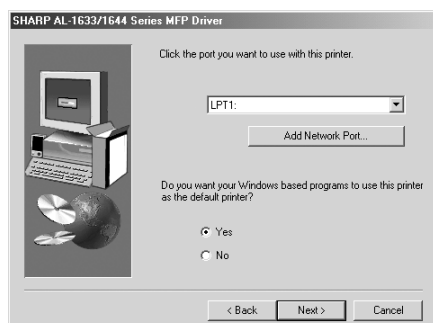 SHARP AL-1633/1644 Series MFP Driver
Click the port you want to use with this printer.
LPT1:
Add Network Port...
Do you want your Windows based programs to use this printer
as the default printer?
Yes
No
< Back Next > Cancel